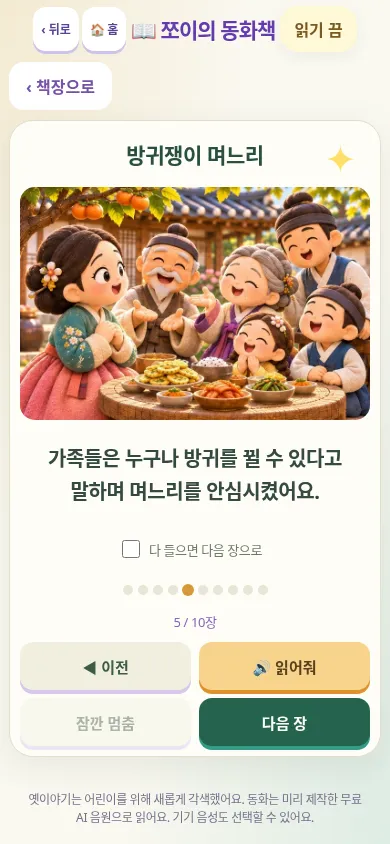 ‹ 뒤로
🏠 홈
📖 쪼이의 동화책
읽기 끔
‹ 책장으로
방귀쟁이 며느리
가족들은 누구나 방귀를 뀔 수 있다고
말하며 며느리를 안심시켰어요.
다 들으면 다음 장으로
5 / 10장
◀ 이전
🔊 읽어줘
잠깐 멈춤
다음 장
옛이야기는 어린이를 위해 새롭게 각색했어요. 동화는 미리 제작한 무료
AI 음원으로 읽어요. 기기 음성도 선택할 수 있어요.